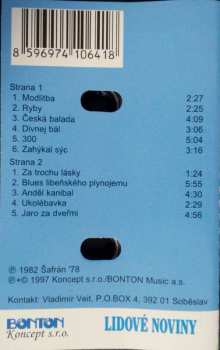 8 596974 106418
Strana 1
1. Modlitba 2:27
2. Ryby 2:25
3. Česká balada 4:09
4. Divnej bál 3:06
5. 300 5:04
6. Zahýkal sýc 3:16
Strana 2
1. Za trochu lásky 1:24
2. Blues libeňského plynojemu 5:55
3. Anděl kanibal 4:30
4. Ukolébavka 2:29
5. Jaro za dveřmi 4:56
℗ 1982 Šafrán '78
℗+© 1997 Koncept s.r.o./BONTON Music a.s.
Kontakt: Vladimír Veit, P.O.BOX 4, 392 01 Soběslav
BONTON
Koncept s.r.o.
LIDOVÉ NOVINY